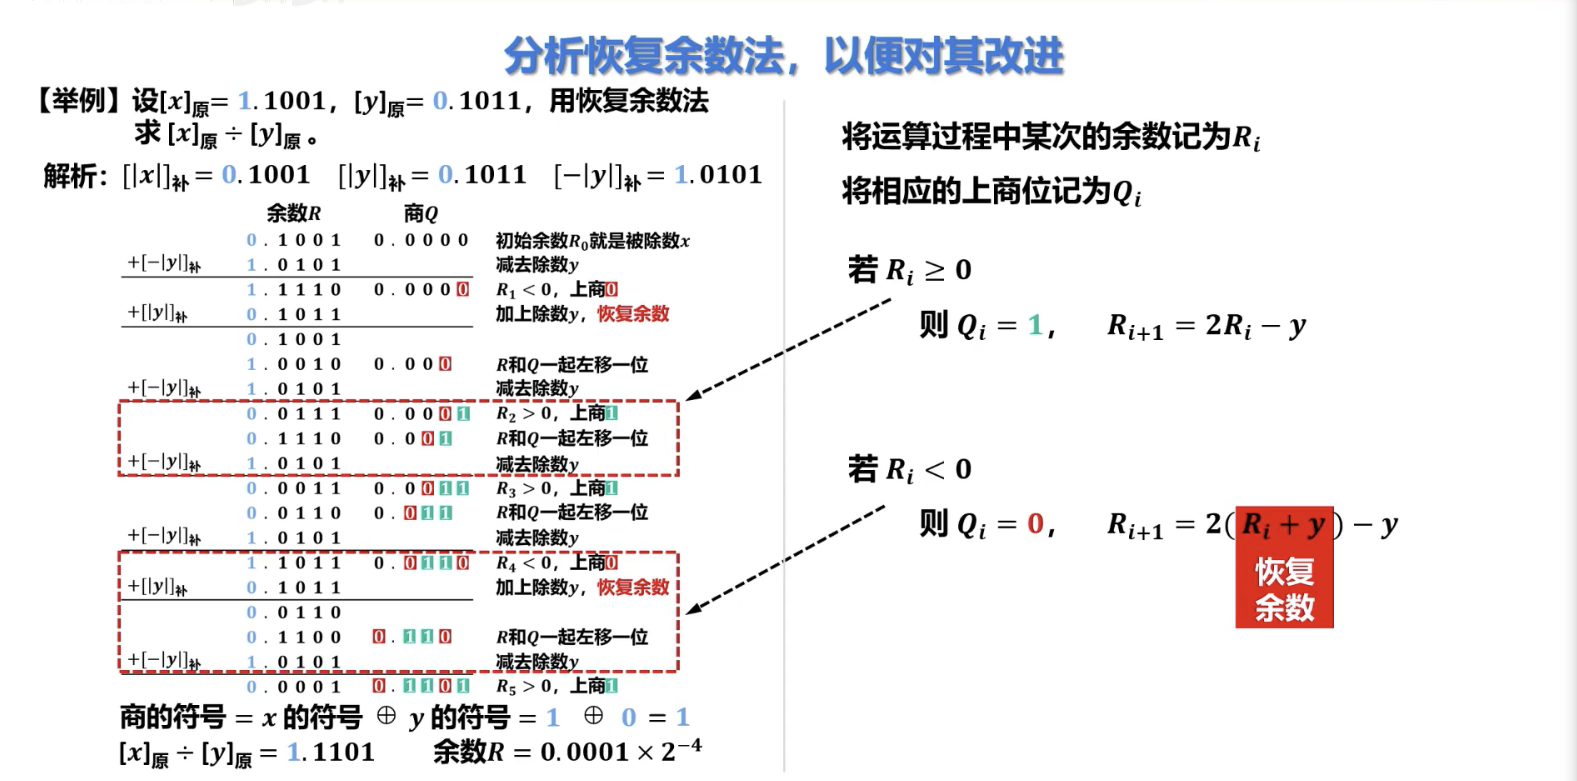 分析恢复余数法，以便对其改进
【举例】设[x]原= 1.1001，[y]原= 0.1011，用恢复余数法
求 [x]原 ÷ [y]原 。
解析：[|x|]补 = 0.1001 [|y|]补 = 0.1011 [−|y|]补 = 1.0101
余数R 商Q
0.1001 0.0000 初始余数R₀就是被除数x
+[−|y|]补 1.0101 减去除数y
1.1110 0.0000 R₁ < 0，上商0
+[|y|]补 0.1011 加上除数y，恢复余数
0.1001
1.0010 0.000 R和Q一起左移一位
+[−|y|]补 1.0101 减去除数y
0.0111 0.0001 R₂ > 0，上商1
0.1110 0.001 R和Q一起左移一位
+[−|y|]补 1.0101 减去除数y
0.0011 0.0011 R₃ > 0，上商1
0.0110 0.011 R和Q一起左移一位
+[−|y|]补 1.0101 减去除数y
1.1011 0.0110 R₄ < 0，上商0
+[|y|]补 0.1011 加上除数y，恢复余数
0.0110
0.1100 0.110 R和Q一起左移一位
+[−|y|]补 1.0101 减去除数y
0.0001 0.1101 R₅ > 0，上商1
商的符号 = x 的符号 ⊕ y 的符号 = 1 ⊕ 0 = 1
[x]原 ÷ [y]原 = 1.1101 余数R = 0.0001 × 2⁻⁴
将运算过程中某次的余数记为Rᵢ
将相应的上商位记为Qᵢ
若 Rᵢ ≥ 0
则 Qᵢ = 1, Rᵢ₊₁ = 2Rᵢ − y
若 Rᵢ < 0
则 Qᵢ = 0, Rᵢ₊₁ = 2(Rᵢ + y) − y
恢复
余数